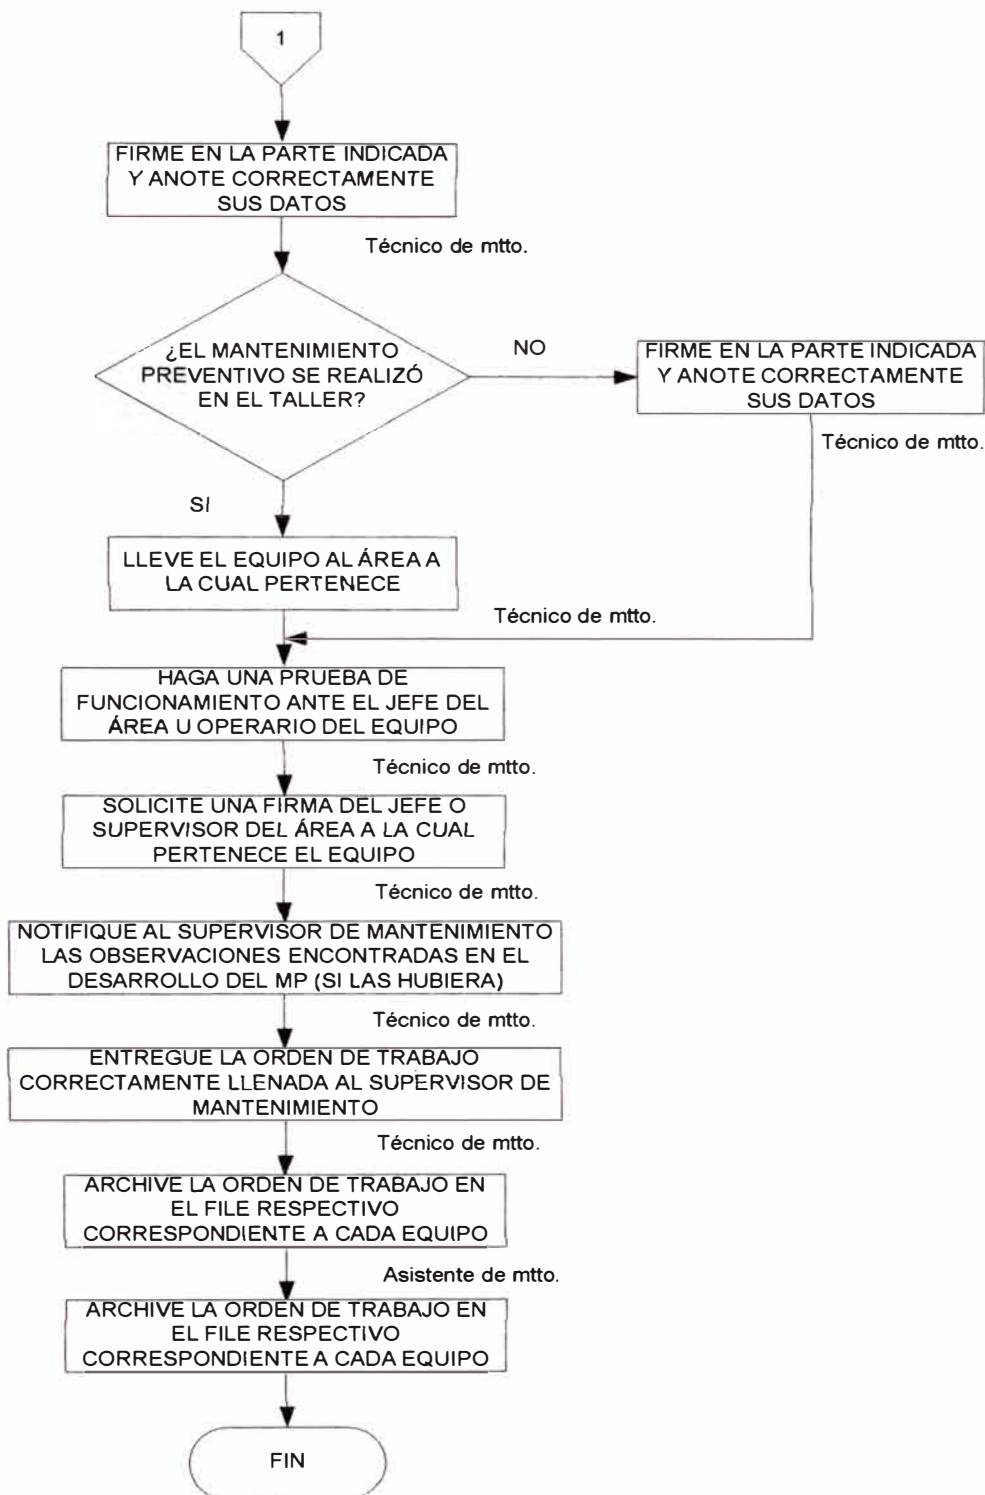 1
FIRME EN LA PARTE INDICADA
Y ANOTE CORRECTAMENTE
SUS DATOS
Técnico de mtto.
¿EL MANTENIMIENTO
PREVENTIVO SE REALIZÓ
EN EL TALLER?
NO
FIRME EN LA PARTE INDICADA
Y ANOTE CORRECTAMENTE
SUS DATOS
Técnico de mtto.
SI
LLEVE EL EQUIPO AL ÁREA A
LA CUAL PERTENECE
Técnico de mtto.
HAGA UNA PRUEBA DE
FUNCIONAMIENTO ANTE EL JEFE DEL
ÁREA U OPERARIO DEL EQUIPO
Técnico de mtto.
SOLICITE UNA FIRMA DEL JEFE O
SUPERVISOR DEL ÁREA A LA CUAL
PERTENECE EL EQUIPO
Técnico de mtto.
NOTIFIQUE AL SUPERVISOR DE MANTENIMIENTO
LAS OBSERVACIONES ENCONTRADAS EN EL
DESARROLLO DEL MP (SI LAS HUBIERA)
Técnico de mtto.
ENTREGUE LA ORDEN DE TRABAJO
CORRECTAMENTE LLENADA AL SUPERVISOR DE
MANTENIMIENTO
Técnico de mtto.
ARCHIVE LA ORDEN DE TRABAJO EN
EL FILE RESPECTIVO
CORRESPONDIENTE A CADA EQUIPO
Asistente de mtto.
ARCHIVE LA ORDEN DE TRABAJO EN
EL FILE RESPECTIVO
CORRESPONDIENTE A CADA EQUIPO
FIN